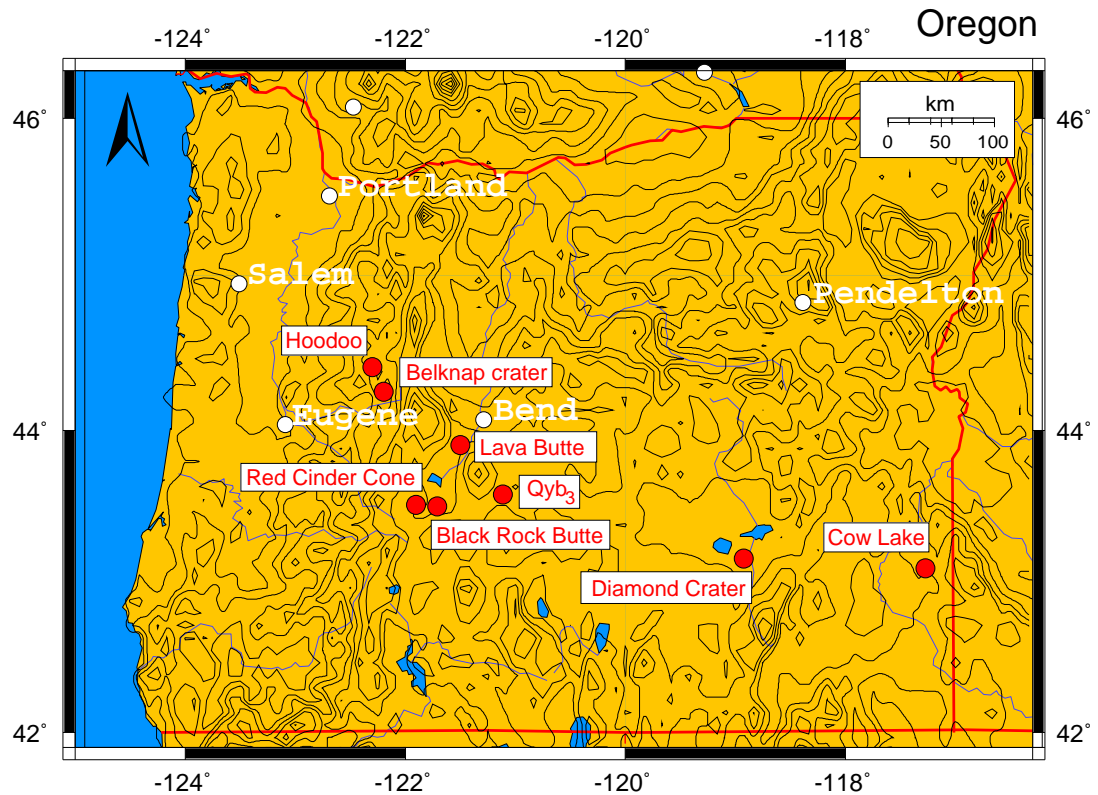 Oregon
-124° -122° -120° -118°
46° 46°
km
0 50 100
Portland
Salem
Pendelton
Hoodoo
Belknap crater
Eugene
Bend
44° 44°
Lava Butte
Red Cinder Cone
Qyb3
Black Rock Butte
Cow Lake
Diamond Crater
42° 42°
-124° -122° -120° -118°